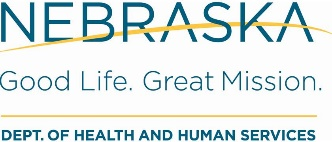 NEBRASKA
Good Life. Great Mission.
DEPT. OF HEALTH AND HUMAN SERVICES